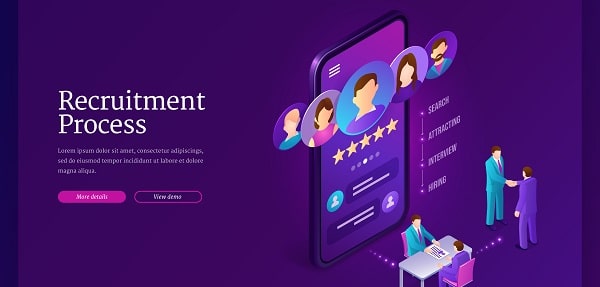 Recruitment
Process
Lorem ipsum dolor sit amet, consectetur adipiscings,
sed do eiusmod tempor incididunt ut labore et dolore
magna aliqua.
More details
View demo
SEARCH
ATTRACTING
INTERVIEW
HIRING